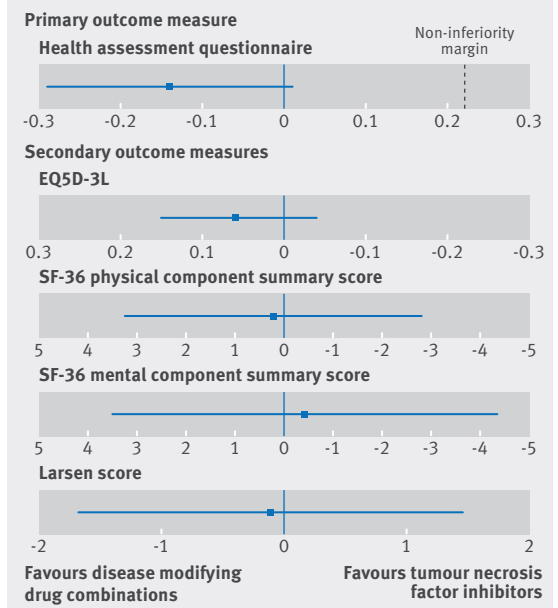 Primary outcome measure
Health assessment questionnaire
Non-inferiority
margin
-0.3 -0.2 -0.1 0 0.1 0.2 0.3
Secondary outcome measures
EQ5D-3L
0.3 0.2 0.1 0 -0.1 -0.2 -0.3
SF-36 physical component summary score
5 4 3 2 1 0 -1 -2 -3 -4 -5
SF-36 mental component summary score
5 4 3 2 1 0 -1 -2 -3 -4 -5
Larsen score
-2 -1 0 1 2
Favours disease modifying
drug combinations
Favours tumour necrosis
factor inhibitors